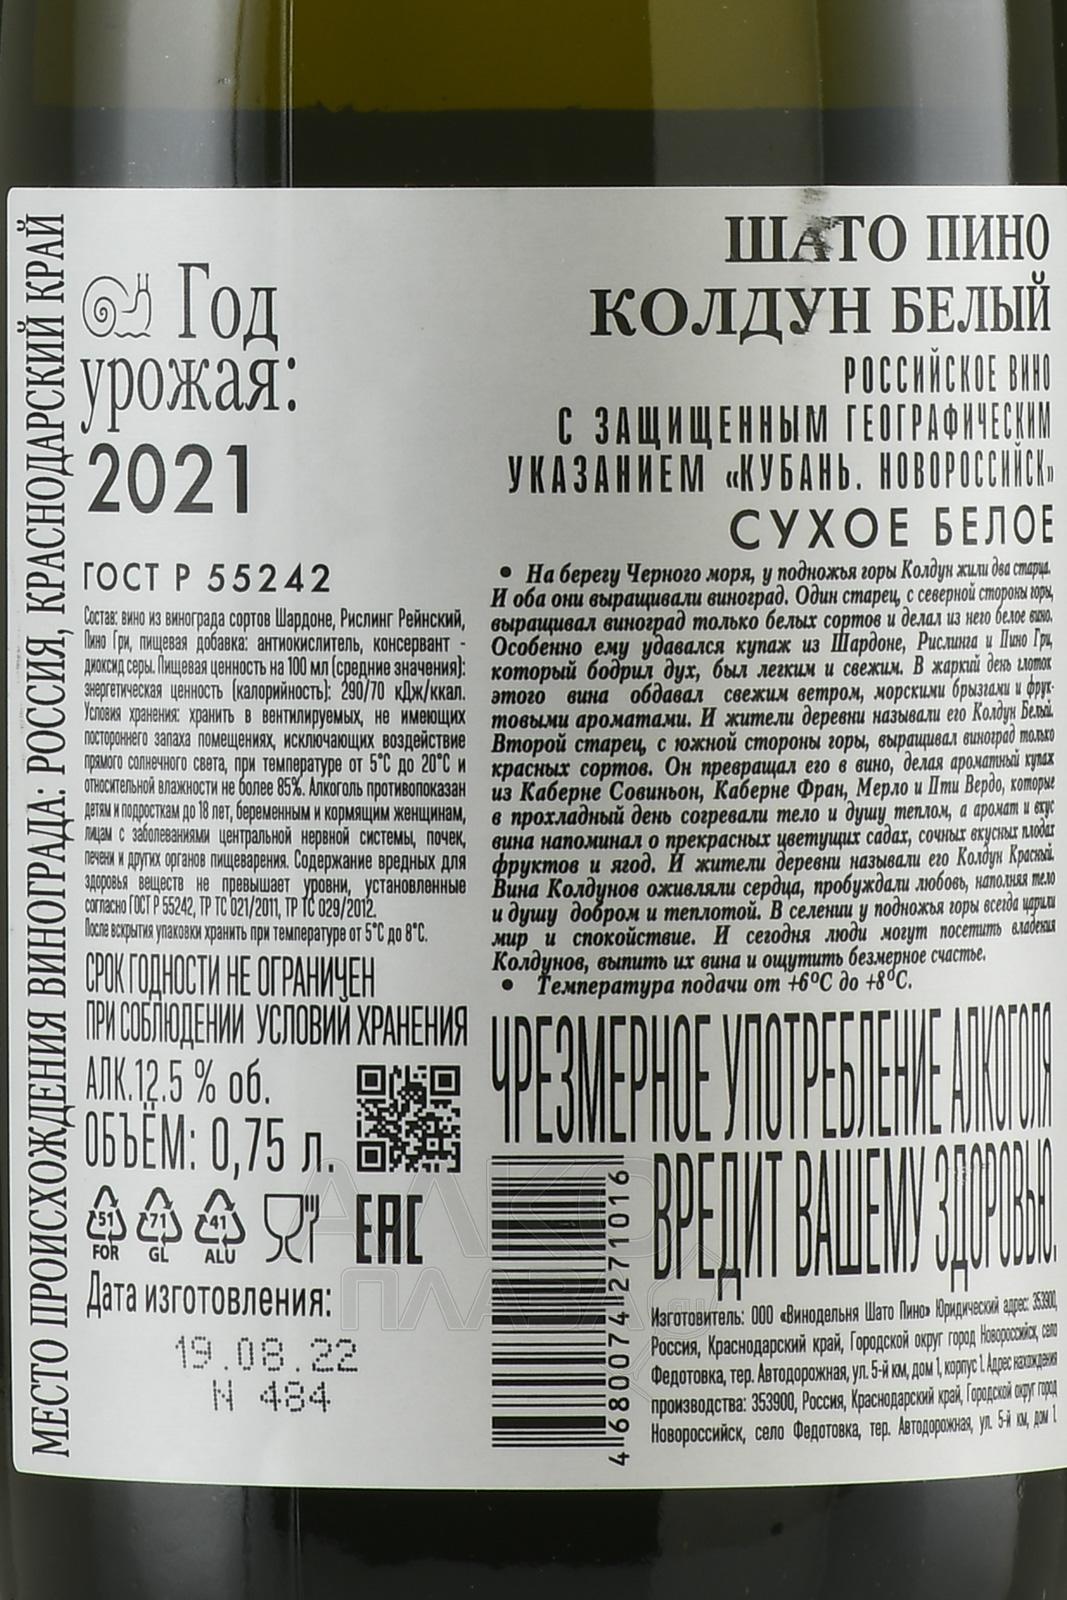 МЕСТО ПРОИСХОЖДЕНИЯ ВИНОГРАДА: РОССИЯ, КРАСНОДАРСКИЙ КРАЙ
Год
урожая:
2021
ГОСТ Р 55242
Состав: вино из винограда сортов Шардоне, Рислинг Рейнский,
Пино Гри, пищевая добавка: антиокислитель, консервант -
диоксид серы. Пищевая ценность на 100 мл (средние значения):
энергетическая ценность (калорийность): 290/70 кДж/ккал.
Условия хранения: хранить в вентилируемых, не имеющих
постороннего запаха помещениях, исключающих воздействие
прямого солнечного света, при температуре от 5°С до 20°С и
относительной влажности не более 85%. Алкоголь противопоказан
детям и подросткам до 18 лет, беременным и кормящим женщинам,
лицам с заболеваниями центральной нервной системы, почек,
печени и других органов пищеварения. Содержание вредных для
здоровья веществ не превышает уровни, установленные
согласно ГОСТ Р 55242, ТР ТС 021/2011, ТР ТС 029/2012.
После вскрытия упаковки хранить при температуре от 5°С до 8°С.
СРОК ГОДНОСТИ НЕ ОГРАНИЧЕН
ПРИ СОБЛЮДЕНИИ УСЛОВИЙ ХРАНЕНИЯ
АЛК.12.5 % об.
ОБЪЁМ: 0,75 л.
51 71 41
FOR GL ALU
EAC
Дата изготовления:
19.08.22
N 484
ШАТО ПИНО
КОЛДУН БЕЛЫЙ
РОССИЙСКОЕ ВИНО
С ЗАЩИЩЕННЫМ ГЕОГРАФИЧЕСКИМ
УКАЗАНИЕМ «КУБАНЬ. НОВОРОССИЙСК»
СУХОЕ БЕЛОЕ
• На берегу Черного моря, у подножья горы Колдун жили два старца.
И оба они выращивали виноград. Один старец, с северной стороны горы,
выращивал виноград только белых сортов и делал из него белое вино.
Особенно ему удавался купаж из Шардоне, Рислинга и Пино Гри,
который бодрил дух, был легким и свежим. В жаркий день глоток
этого вина обдавал свежим ветром, морскими брызгами и фрук-
товыми ароматами. И жители деревни называли его Колдун Белый.
Второй старец, с южной стороны горы, выращивал виноград только
красных сортов. Он превращал его в вино, делая ароматный купаж
из Каберне Совиньон, Каберне Фран, Мерло и Пти Вердо, которые
в прохладный день согревали тело и душу теплом, а аромат и вкус
вина напоминал о прекрасных цветущих садах, сочных вкусных плодах
фруктов и ягод. И жители деревни называли его Колдун Красный.
Вина Колдунов оживляли сердца, пробуждали любовь, наполняя тело
и душу добром и теплотой. В селении у подножья горы всегда царили
мир и спокойствие. И сегодня люди могут посетить владения
Колдунов, выпить их вина и ощутить безмерное счастье.
• Температура подачи от +6°С до +8°С.
ЧРЕЗМЕРНОЕ УПОТРЕБЛЕНИЕ АЛКОГОЛЯ
ВРЕДИТ ВАШЕМУ ЗДОРОВЬЮ.
4 680074 271016
Изготовитель: ООО «Винодельня Шато Пино» Юридический адрес: 353900,
Россия, Краснодарский край, Городской округ город Новороссийск, село
Федотовка, тер. Автодорожная, ул. 5-й км, дом 1, корпус 1. Адрес нахождения
производства: 353900, Россия, Краснодарский край, Городской округ город
Новороссийск, село Федотовка, тер. Автодорожная, ул. 5-й км, дом 1.
АЛКО
ПЛАЗА.ru